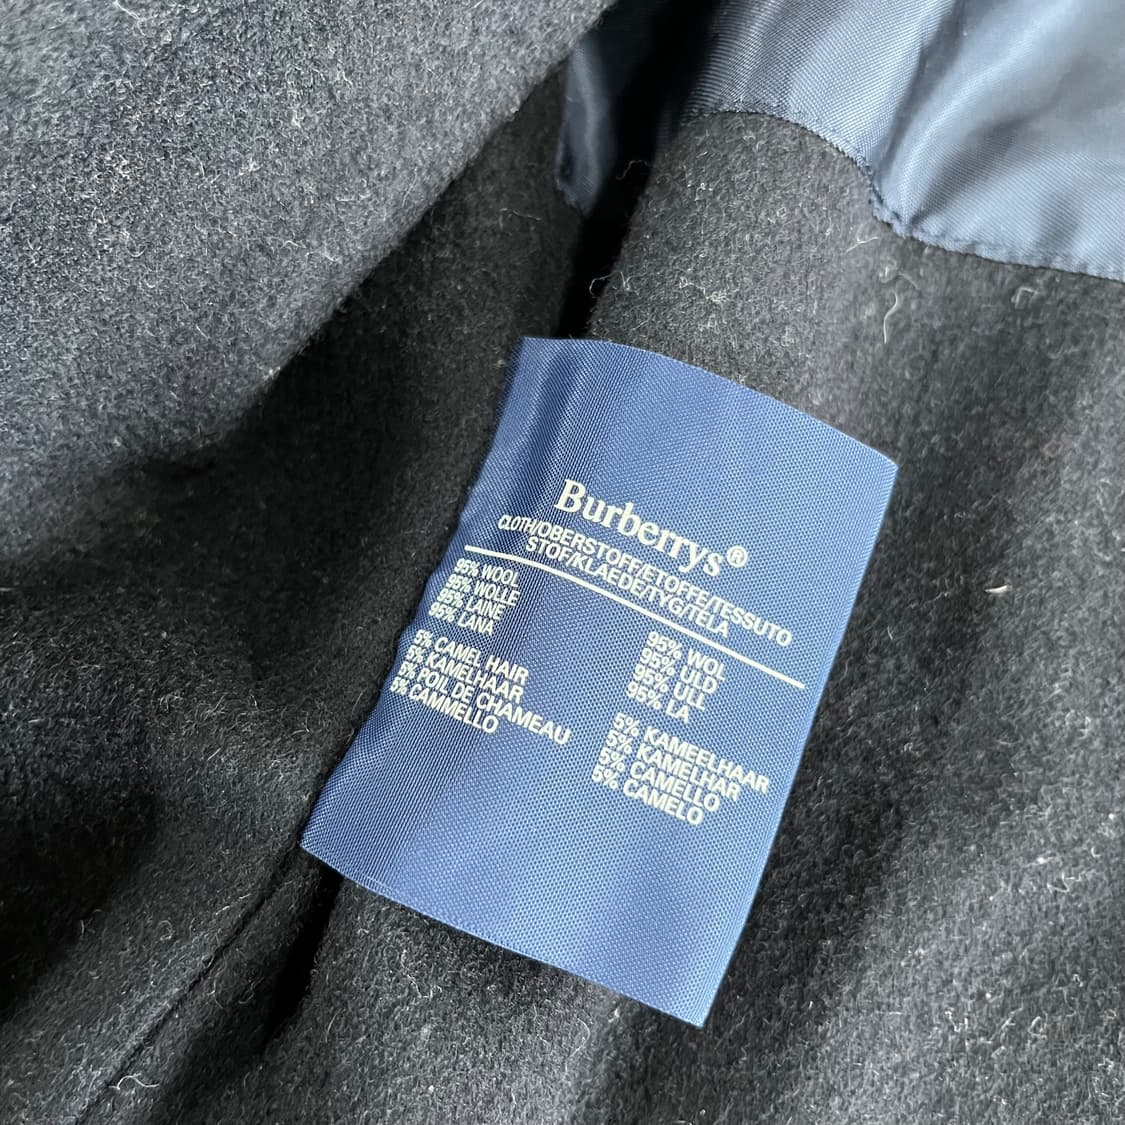 Burberrys®
CLOTH/OBERSTOFF/ETOFFE/TESSUTO
STOF/KLAEDE/TYG/TELA
95% WOOL
95% WOLLE
95% LAINE
95% LANA
5% CAMEL HAIR
5% KAMELHAAR
5% POIL DE CHAMEAU
5% CAMMELLO
95% WOL
95% ULD
95% ULL
95% LÃ
5% KAMEELHAAR
5% KAMELHAR
5% CAMELLO
5% CAMELO